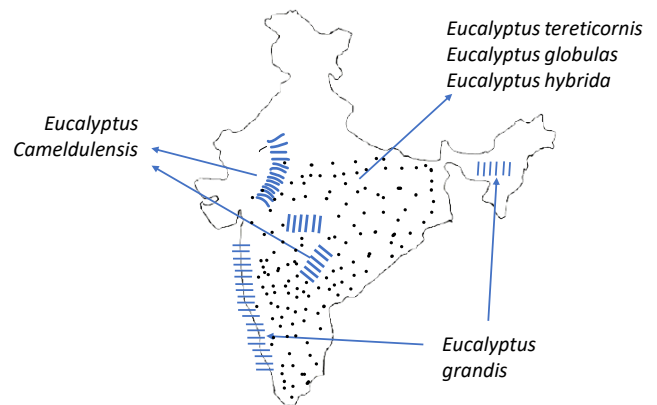 Eucalyptus tereticornis
Eucalyptus globulas
Eucalyptus hybrida
Eucalyptus
Cameldulensis
Eucalyptus
grandis